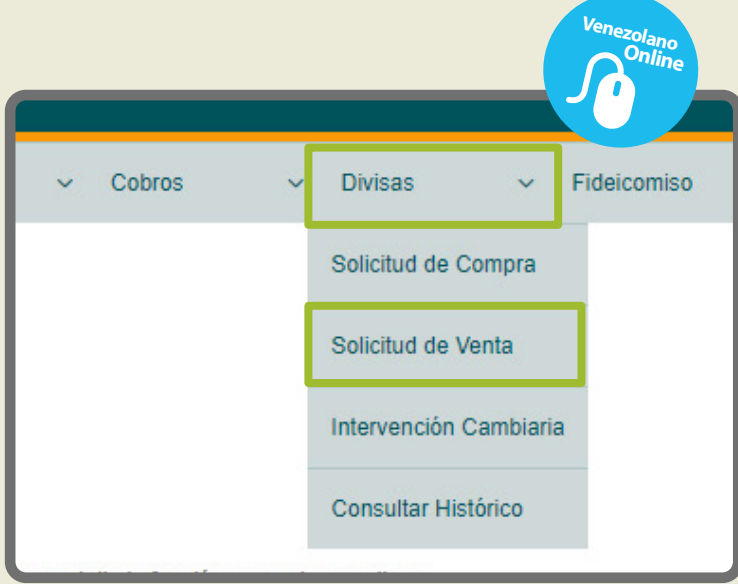 Venezolano
Online
Cobros
Divisas
Fideicomiso
Solicitud de Compra
Solicitud de Venta
Intervención Cambiaria
Consultar Histórico